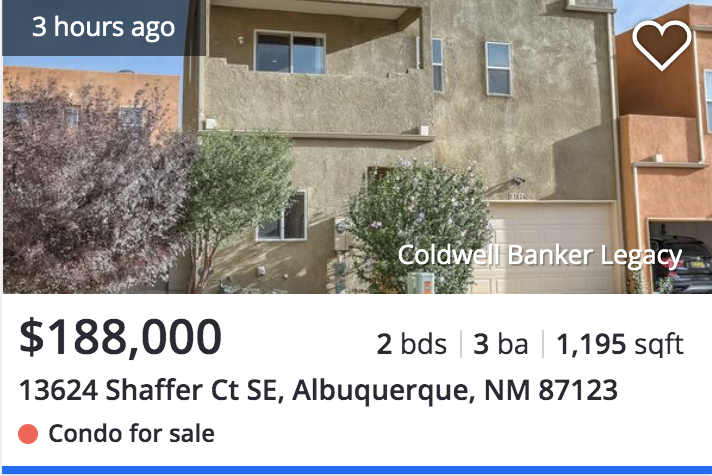 3 hours ago
Coldwell Banker Legacy
$188,000
2 bds | 3 ba | 1,195 sqft
13624 Shaffer Ct SE, Albuquerque, NM 87123
Condo for sale